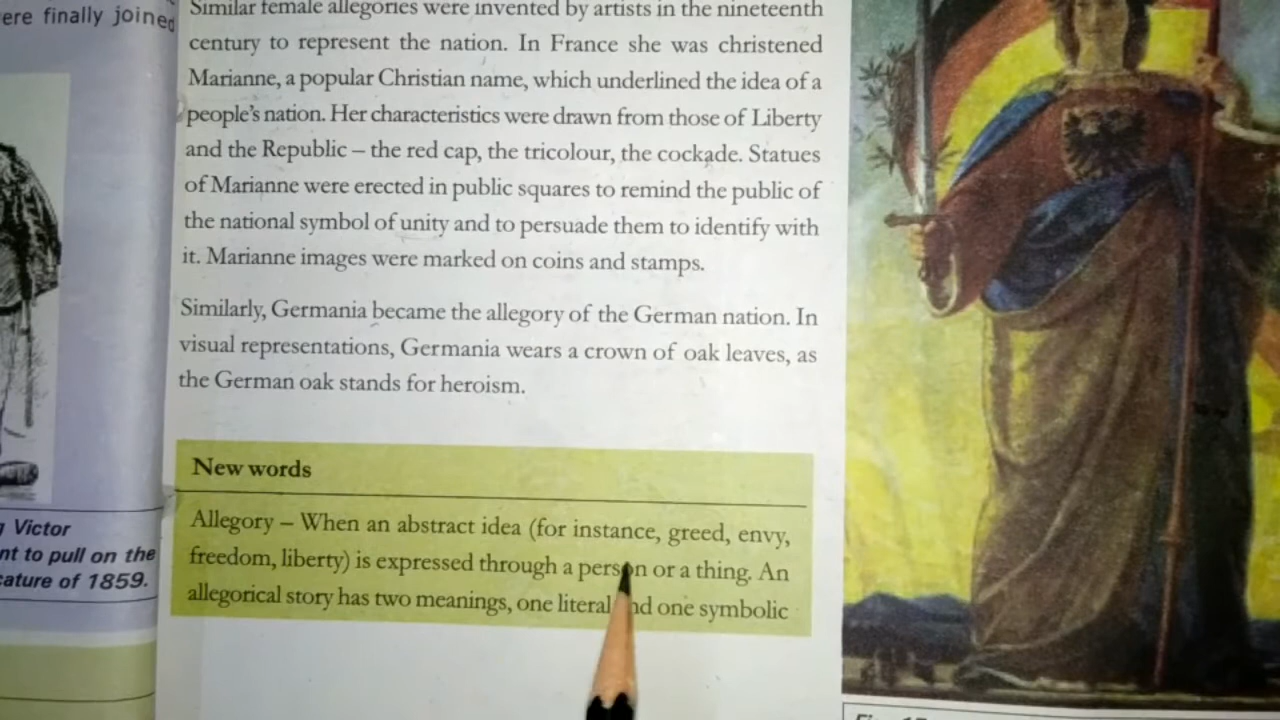 ere finally joined
Similar female allegories were invented by artists in the nineteenth
century to represent the nation. In France she was christened
Marianne, a popular Christian name, which underlined the idea of a
people's nation. Her characteristics were drawn from those of Liberty
and the Republic – the red cap, the tricolour, the cockade. Statues
of Marianne were erected in public squares to remind the public of
the national symbol of unity and to persuade them to identify with
it. Marianne images were marked on coins and stamps.
Similarly, Germania became the allegory of the German nation. In
visual representations, Germania wears a crown of oak leaves, as
the German oak stands for heroism.
New words
Allegory – When an abstract idea (for instance, greed, envy,
freedom, liberty) is expressed through a person or a thing. An
allegorical story has two meanings, one literal and one symbolic
Victor
nt to pull on the
cature of 1859.